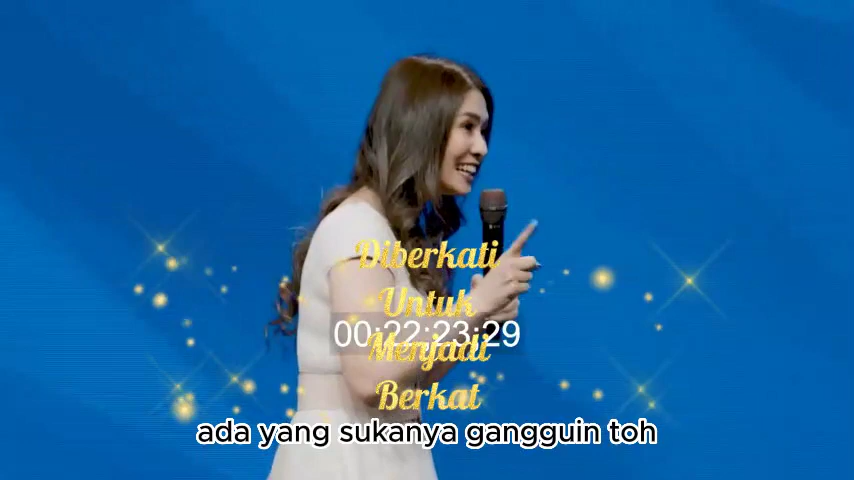 Diberkati
Untuk
00:22:23:29
Menjadi
Berkat
ada yang sukanya gangguin toh